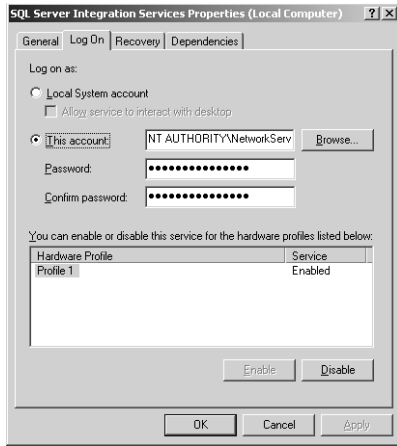 SQL Server Integration Services Properties (Local Computer)
General Log On Recovery Dependencies
Log on as:
Local System account
Allow service to interact with desktop
This account: NT AUTHORITY\NetworkServ Browse...
Password: ●●●●●●●●●●●●●●●
Confirm password: ●●●●●●●●●●●●●●●
You can enable or disable this service for the hardware profiles listed below:
Hardware Profile Service
Profile 1 Enabled
Enable Disable
OK Cancel Apply